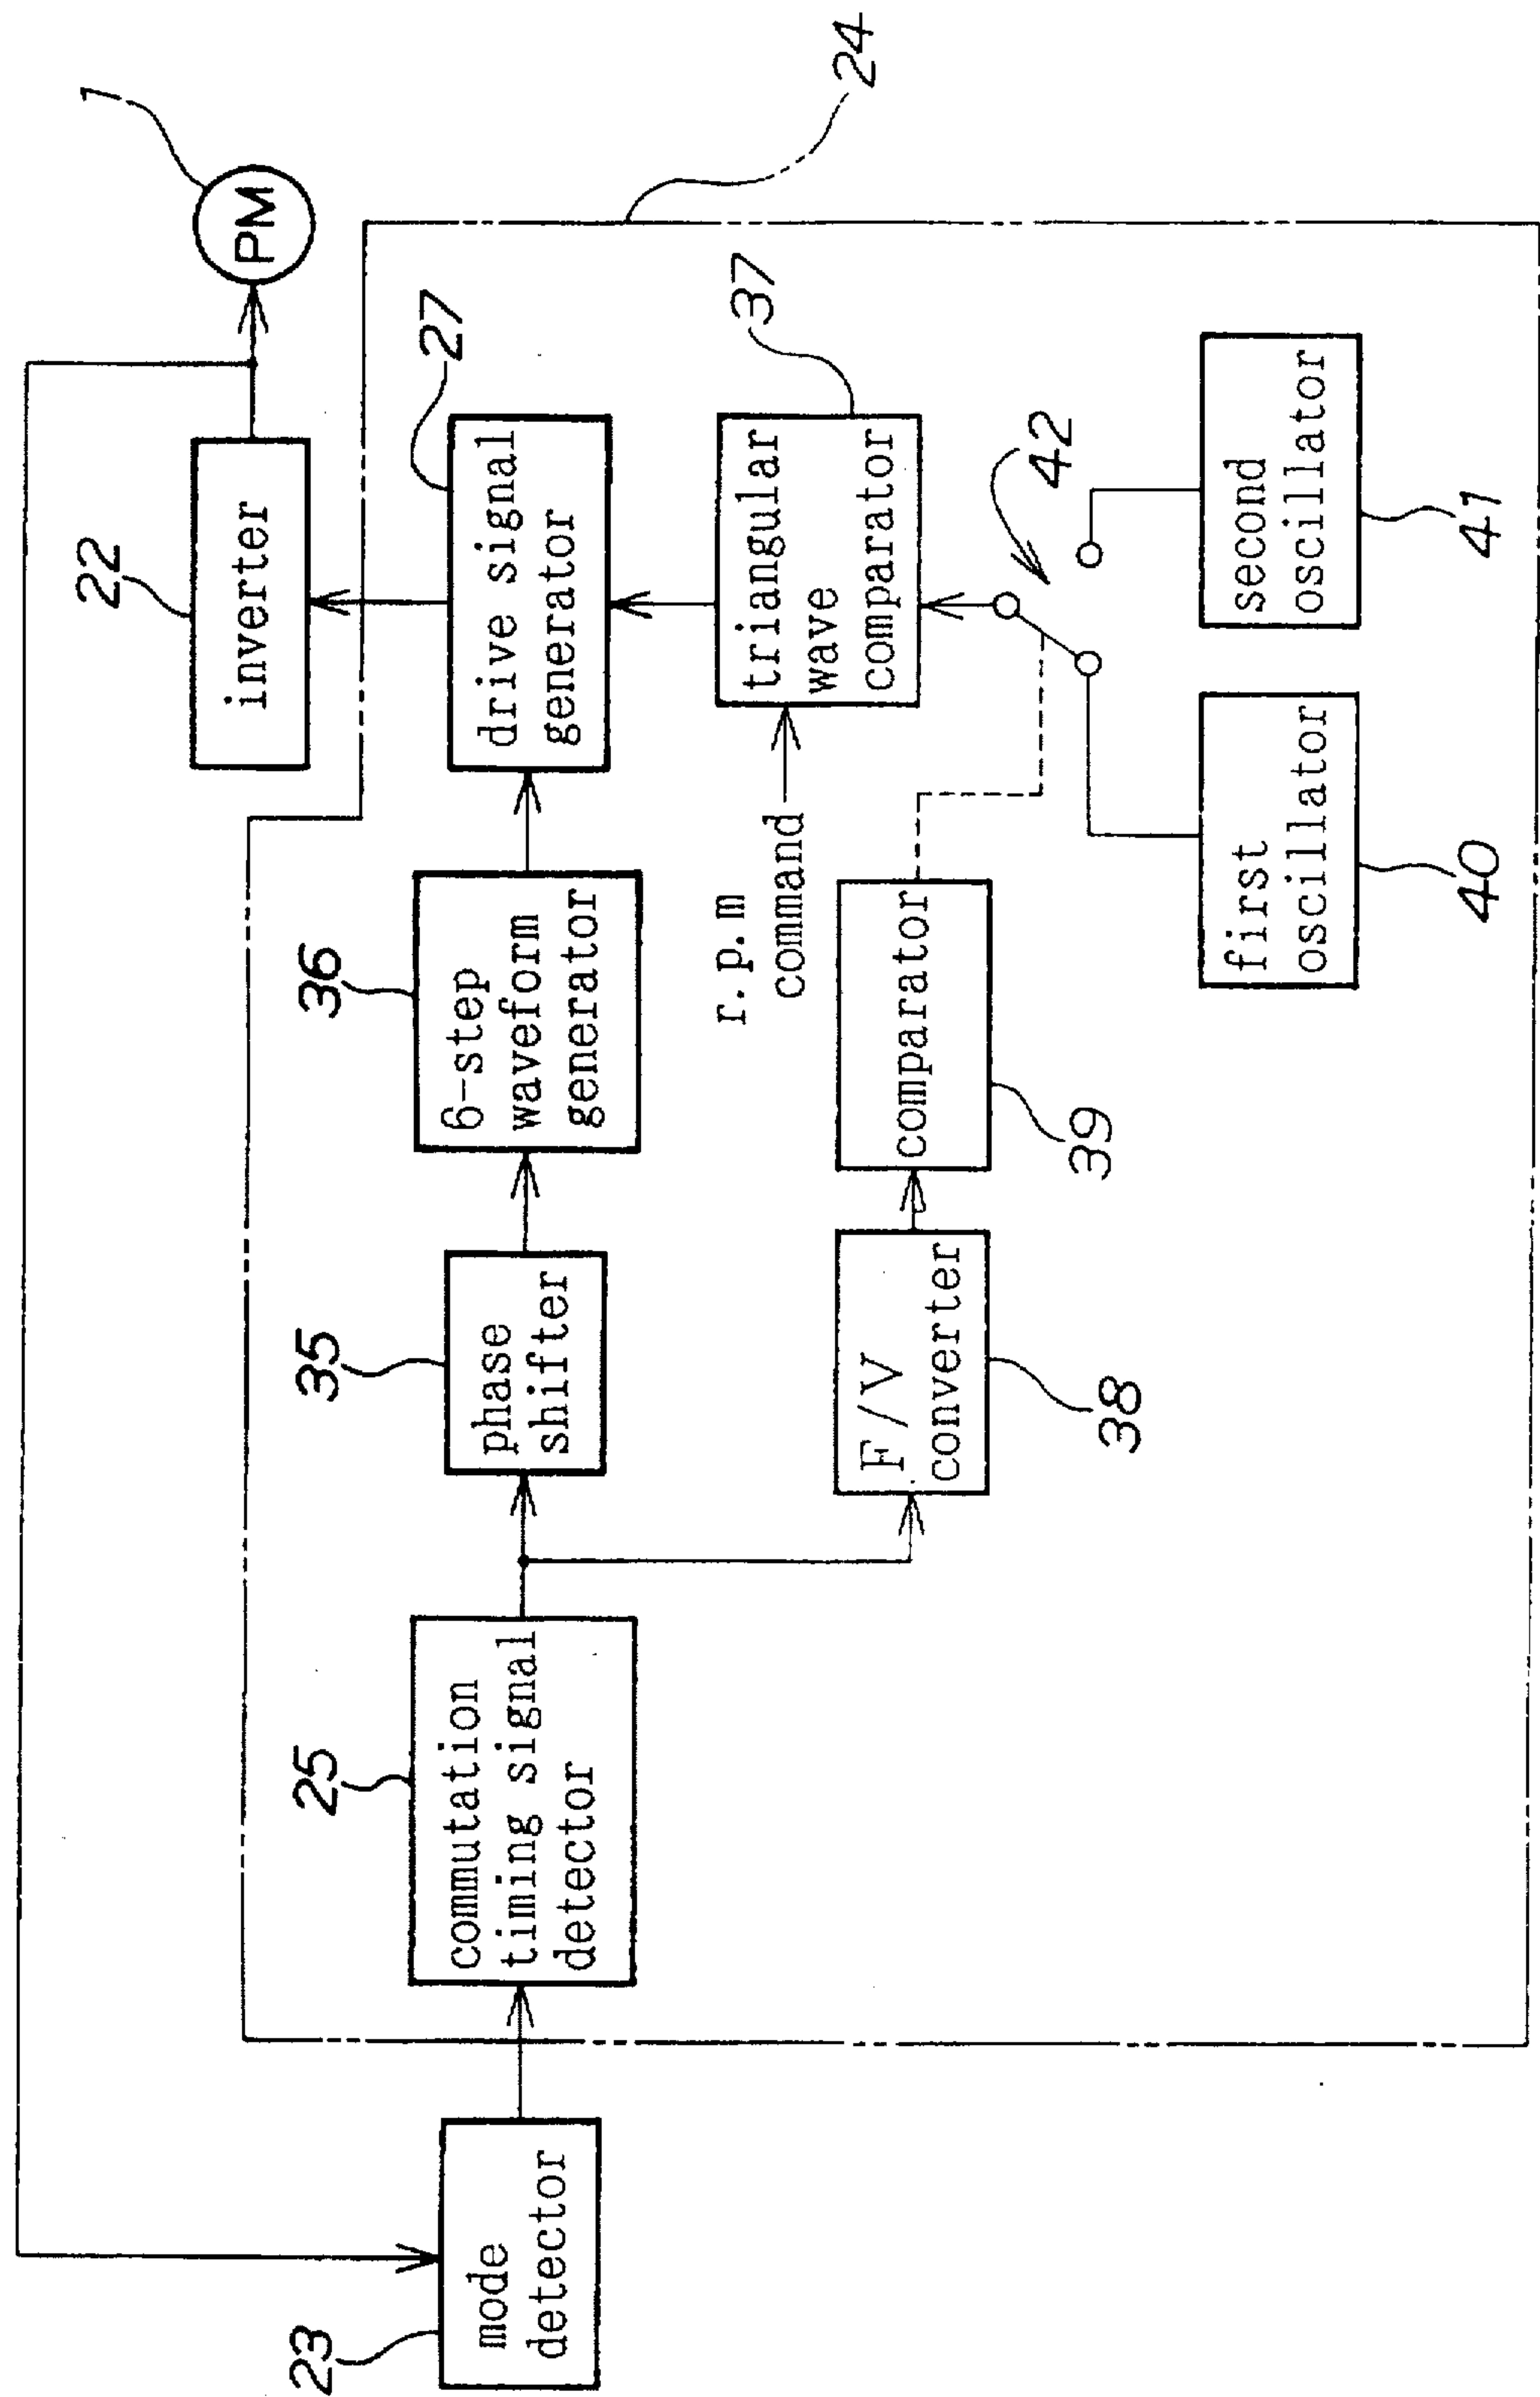 1
PM
22
inverter
24
27
drive signal
generator
36
6-step
waveform
generator
35
phase
shifter
25
commutation
timing signal
detector
23
mode
detector
37
triangular
wave
comparator
r.p.m
command
comparator
39
F/V
converter
38
42
first
oscillator
40
second
oscillator
41